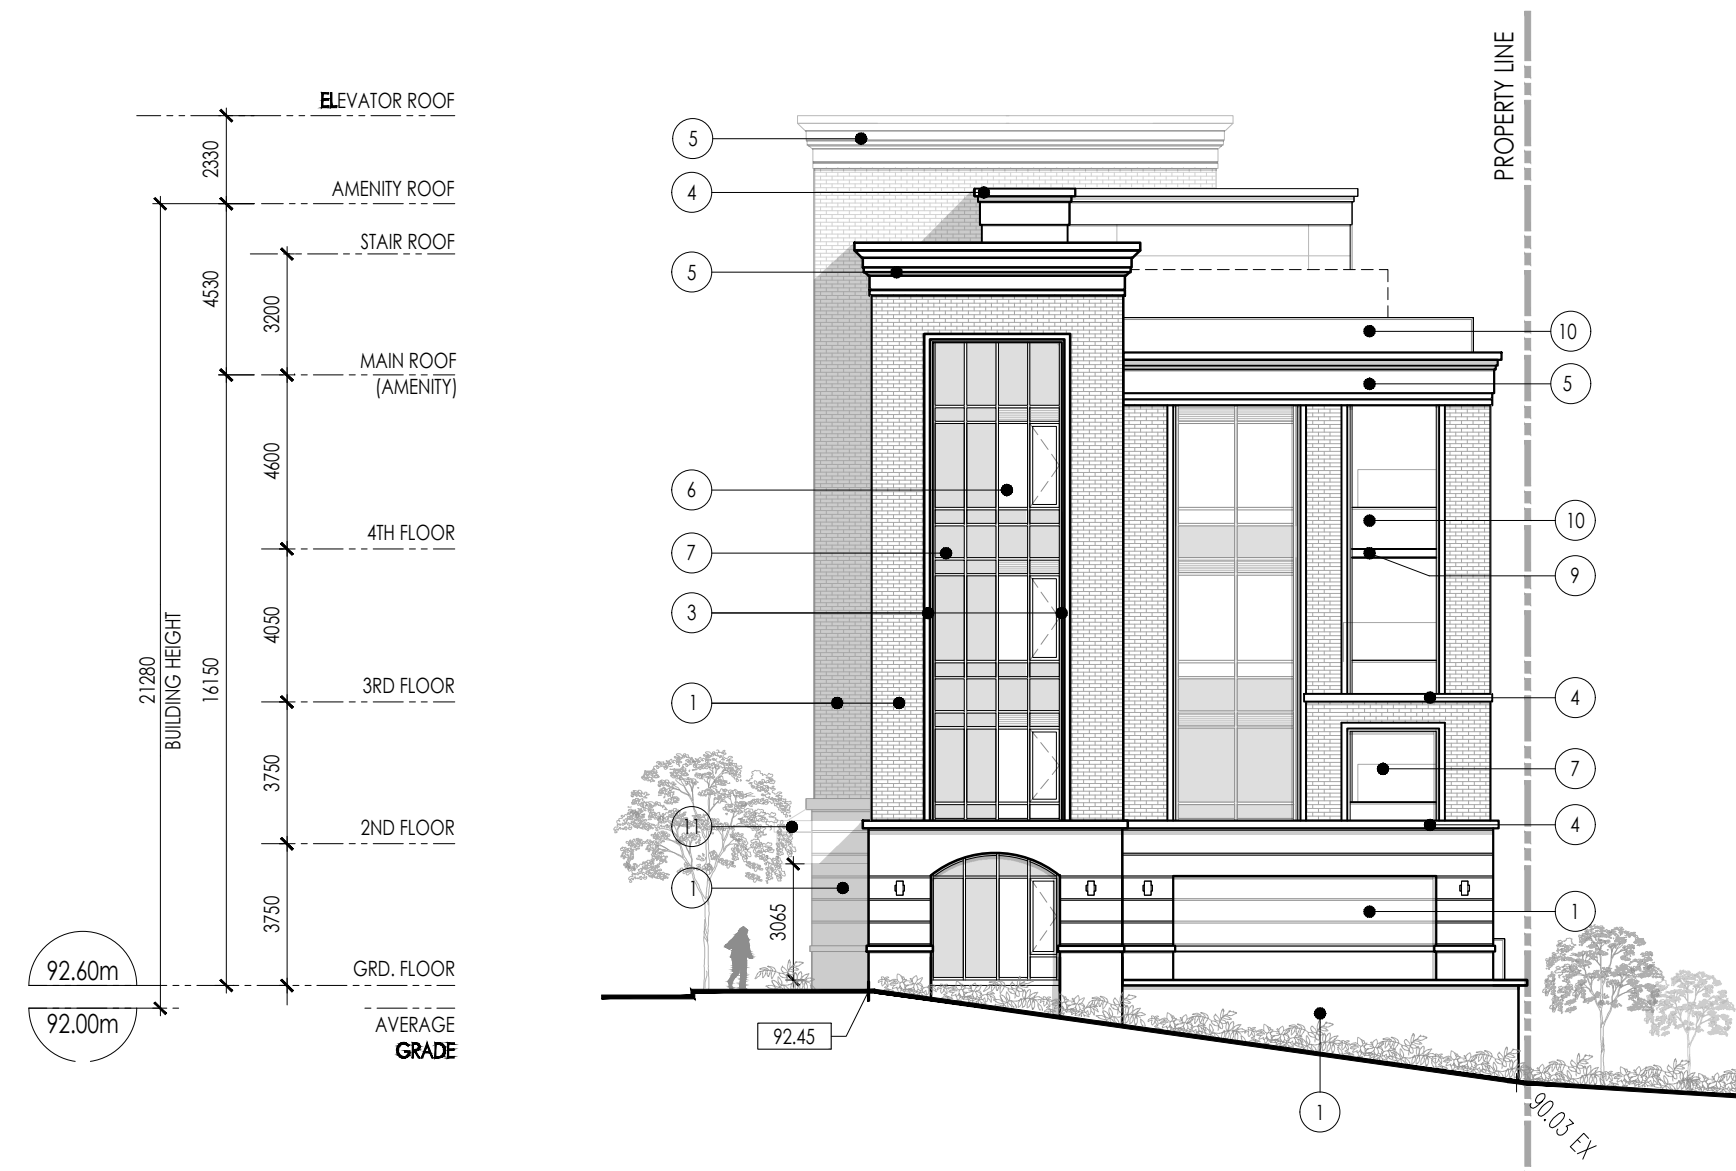 PROPERTY LINE
ELEVATOR ROOF
2330
AMENITY ROOF
STAIR ROOF
4530
3200
MAIN ROOF
(AMENITY)
4600
4TH FLOOR
4050
21280
BUILDING HEIGHT
16150
3RD FLOOR
3750
2ND FLOOR
3750
GRD. FLOOR
92.60m
92.00m
AVERAGE
GRADE
5
4
5
6
7
3
1
11
1
3065
92.45
10
5
10
9
4
7
4
1
1
90.03 EX